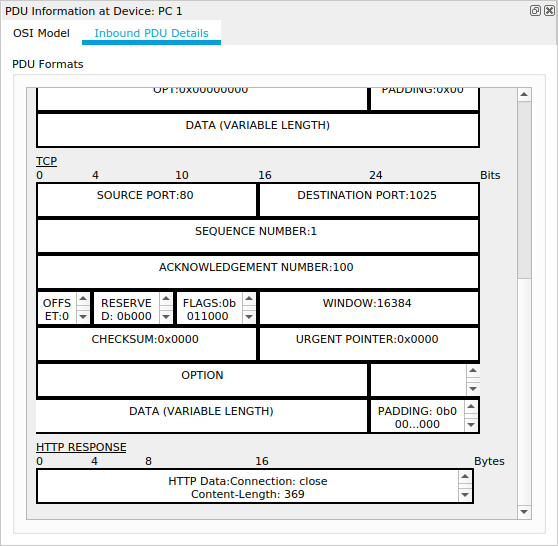 PDU Information at Device: PC 1
OSI Model Inbound PDU Details
PDU Formats
OPT:0x00000000 PADDING:0x00
DATA (VARIABLE LENGTH)
TCP
0 4 10 16 24 Bits
SOURCE PORT:80 DESTINATION PORT:1025
SEQUENCE NUMBER:1
ACKNOWLEDGEMENT NUMBER:100
OFFS RESERVE FLAGS:0b WINDOW:16384
ET:0 D: 0b000 011000
CHECKSUM:0x0000 URGENT POINTER:0x0000
OPTION
DATA (VARIABLE LENGTH) PADDING: 0b0
00...000
HTTP RESPONSE
0 4 8 16 Bytes
HTTP Data:Connection: close
Content-Length: 369